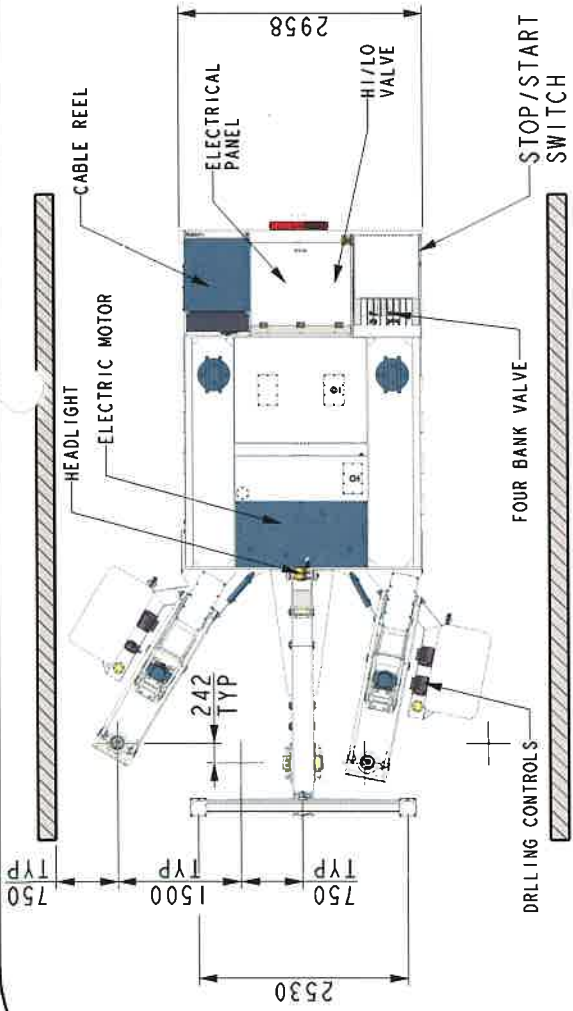 2958
CABLE REEL
ELECTRICAL
PANEL
HI/LO
VALVE
STOP/START
SWITCH
HEADLIGHT
ELECTRIC MOTOR
FOUR BANK VALVE
242
TYP
DRLLING CONTROLS
750
TYP
1500
750
TYP
2530